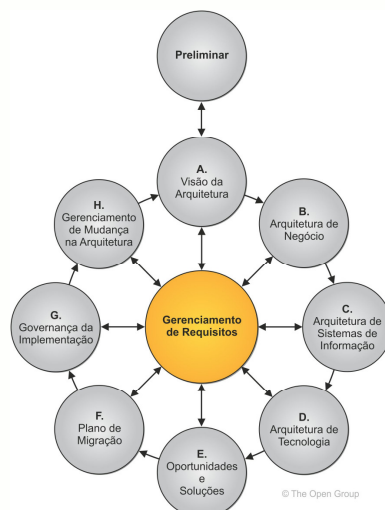 Preliminar
A.
Visão da
Arquitetura
B.
Arquitetura de
Negócio
C.
Arquitetura de
Sistemas de
Informação
D.
Arquitetura de
Tecnologia
E.
Oportunidades
e
Soluções
F.
Plano de
Migração
G.
Governança da
Implementação
H.
Gerenciamento
de Mudança
na Arquitetura
Gerenciamento
de Requisitos
© The Open Group